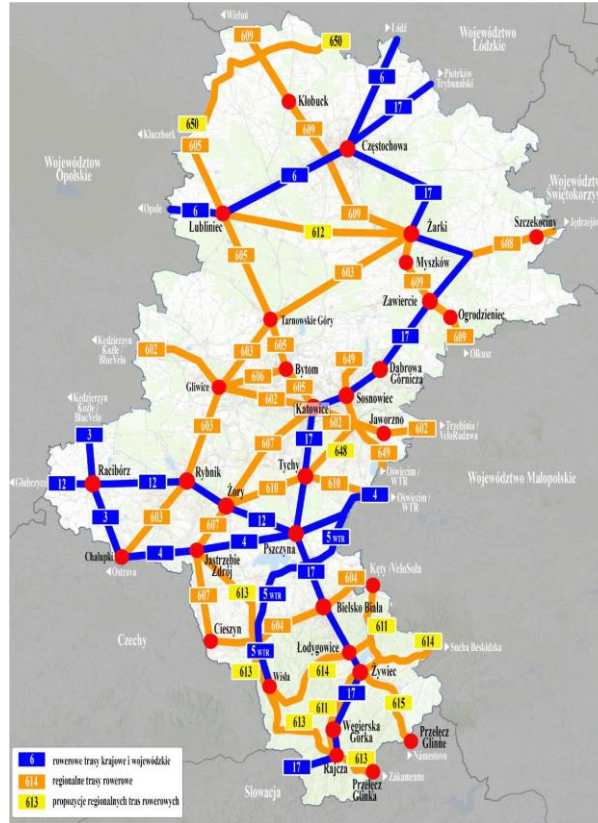 Wieluń
650
Łódź
Województwo
Łódzkie
609
6
Piotrków
Trybunalski
Kłobuck
17
650
609
Kluczbork
605
Częstochowa
Województwo
Opolskie
6
17
Opole
6
Lubliniec
612
609
Żarki
Szczekociny
Jędrzejów
608
Myszków
605
603
609
Zawiercie
Ogrodzieniec
Tarnowskie Góry
609
Olkusz
17
Kędzierzyn
Koźle /
BlueVelo
602
603
605
606
Bytom
649
Dąbrowa
Górnicza
Gliwice
605
602
Sosnowiec
Katowice
Kędzierzyn
Koźle /
BlueVelo
602
Jaworzno
602
Trzebinia /
VeloRudawa
3
603
607
17
648
649
Oświęcim /
WTR
Racibórz
Rybnik
Tychy
Województwo Małopolskie
12
12
Żory
610
610
4
Oświęcim /
WTR
3
603
12
607
Pszczyna
5 WTR
Chałupki
4
4
Ostrava
Jastrzębie
Zdrój
17
607
613
5 WTR
604
Kęty /VeloSoła
Bielsko Biała
Czechy
Cieszyn
604
611
5 WTR
Łodygowice
614
Sucha Beskidzka
613
Wisła
614
Żywiec
17
611
615
613
Węgierska
Górka
Przełęcz
Glinne
Námestovo
17
Rajcza
613
Przełęcz
Glinka
Zakamenne
Słowacja
6 rowerowe trasy krajowe i wojewódzkie
614 regionalne trasy rowerowe
613 propozycje regionalnych tras rowerowych